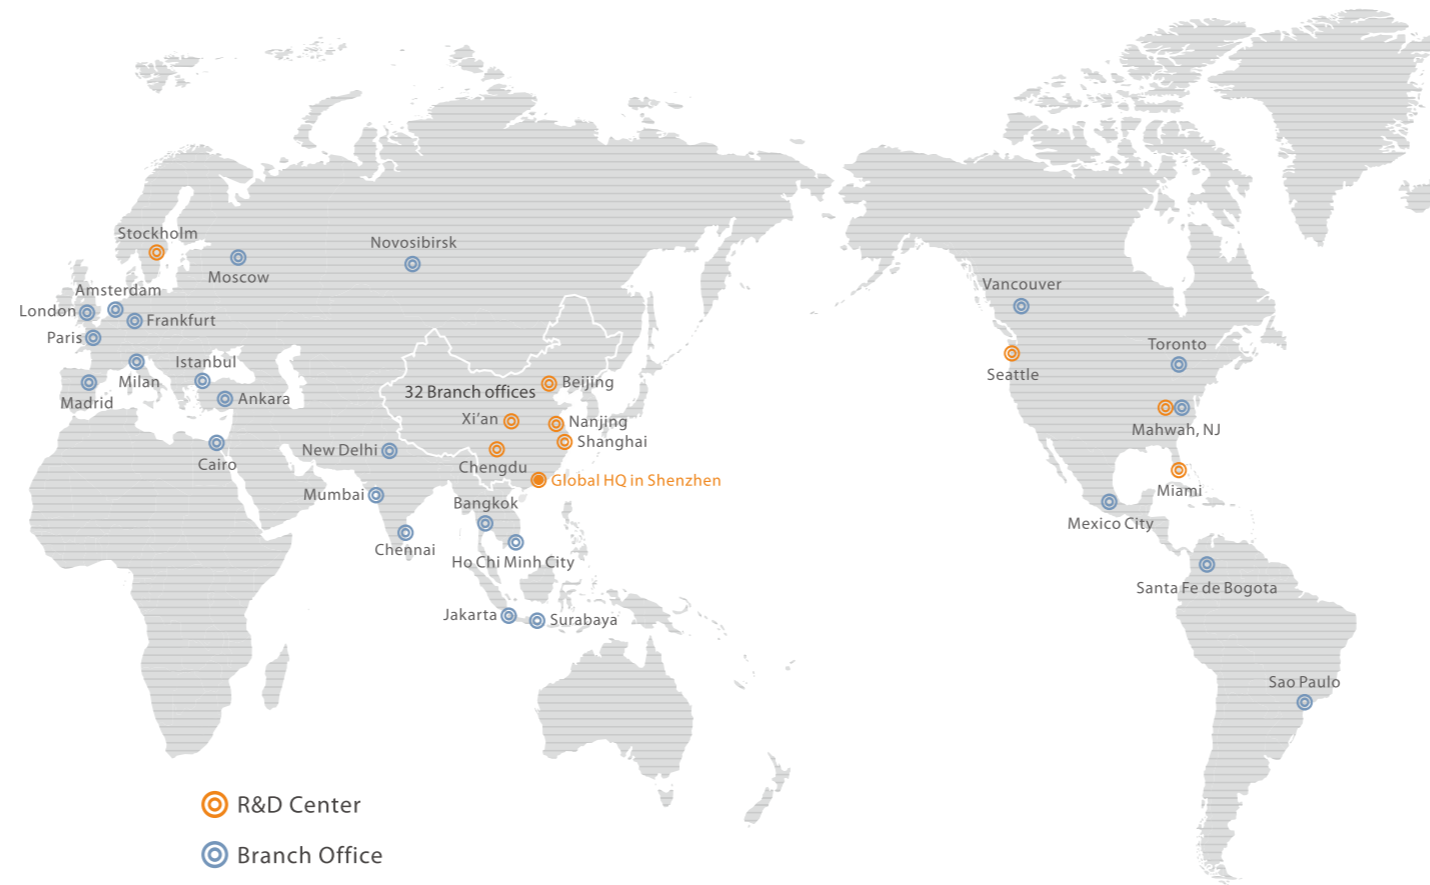 Stockholm
Novosibirsk
Moscow
Amsterdam
London
Frankfurt
Paris
Istanbul
Milan
Madrid
Ankara
Cairo
32 Branch offices
Beijing
Xi’an
Nanjing
Shanghai
New Delhi
Chengdu
Global HQ in Shenzhen
Mumbai
Bangkok
Chennai
Ho Chi Minh City
Jakarta
Surabaya
Vancouver
Toronto
Seattle
Mahwah, NJ
Miami
Mexico City
Santa Fe de Bogota
Sao Paulo
R&D Center
Branch Office